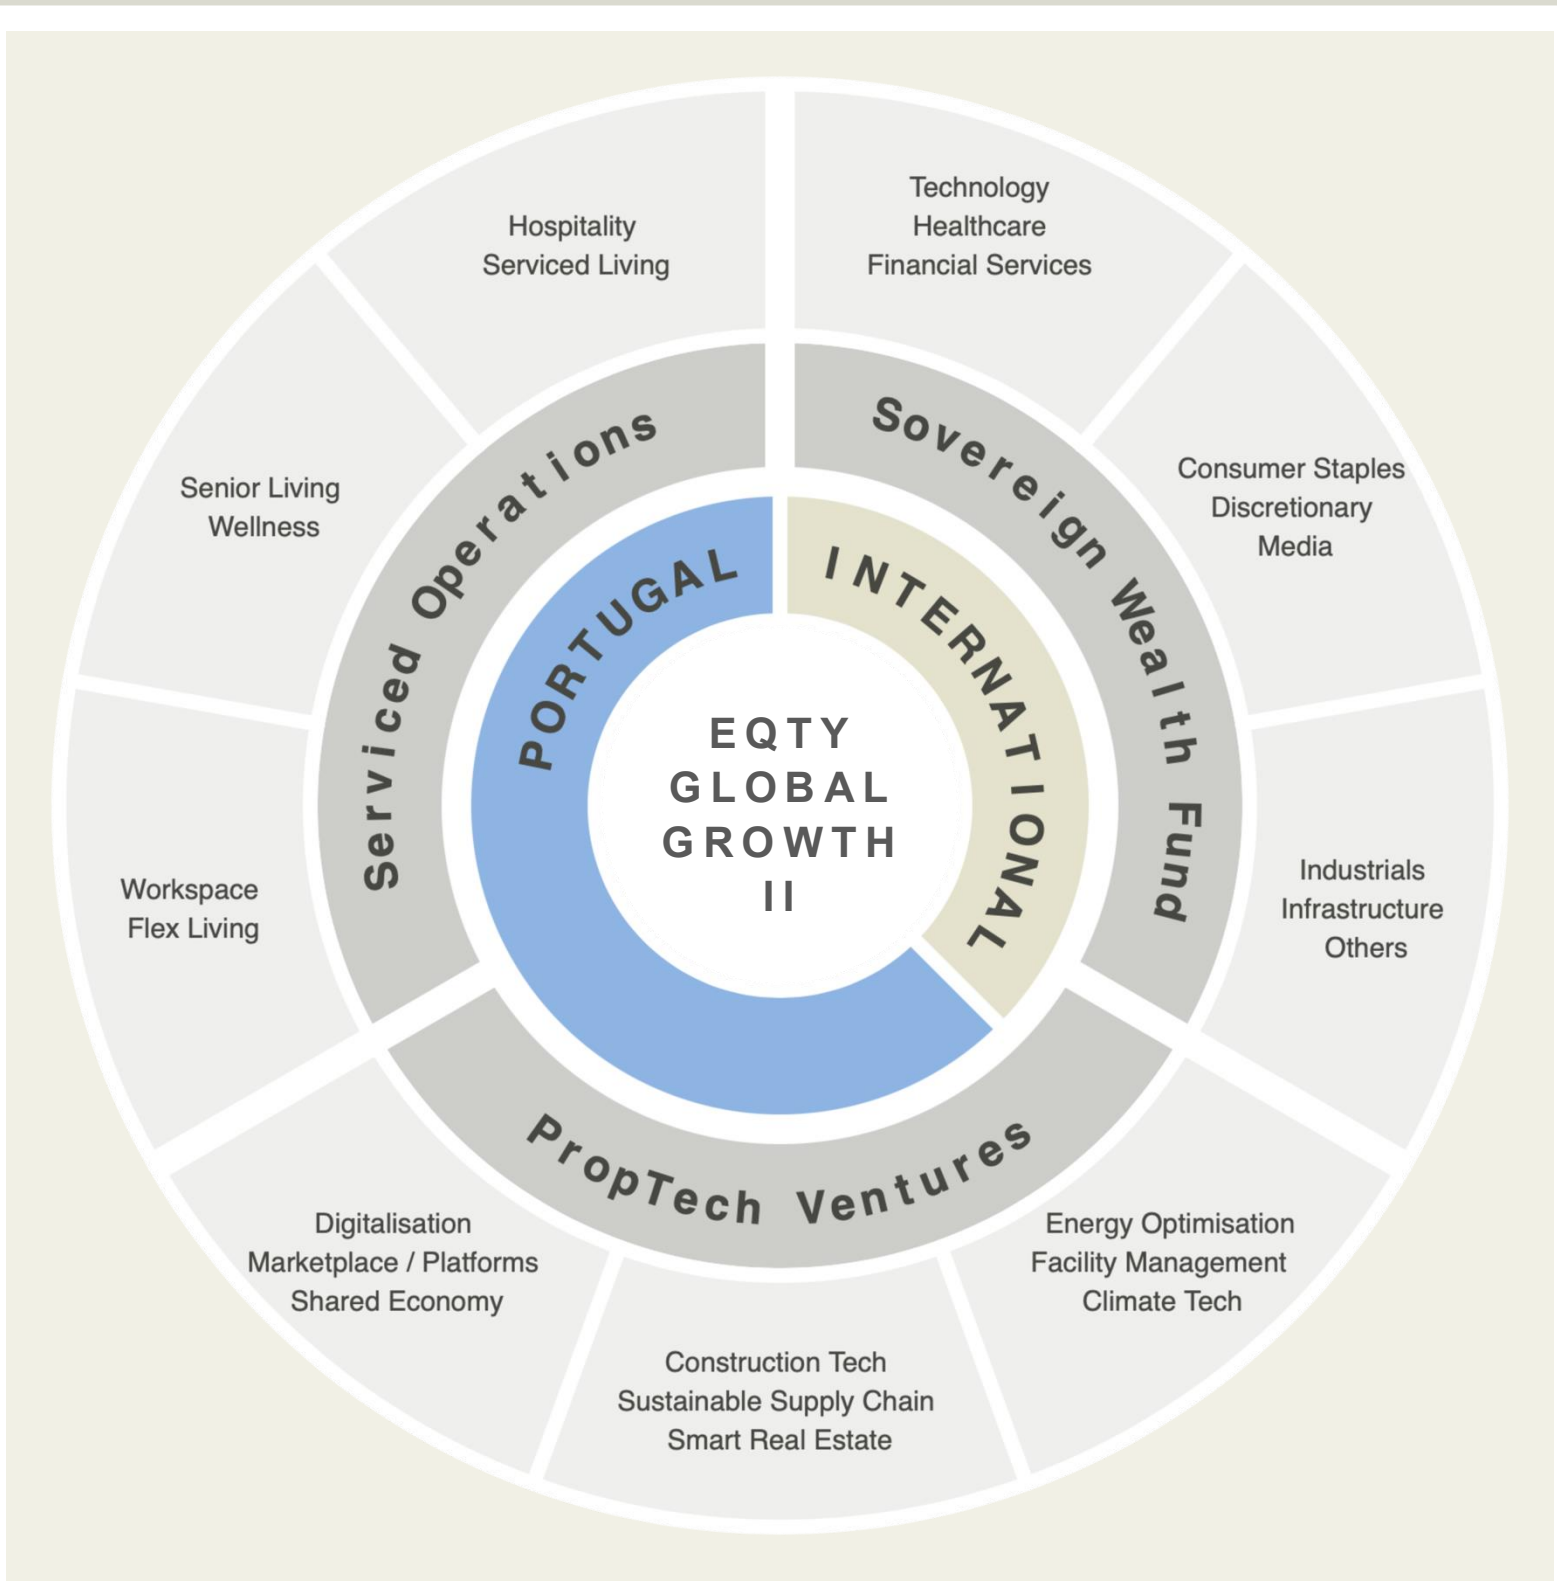 EQTY
GLOBAL
GROWTH
II
PORTUGAL
INTERNATIONAL
Serviced Operations
Sovereign Wealth Fund
PropTech Ventures
Hospitality
Serviced Living
Technology
Healthcare
Financial Services
Senior Living
Wellness
Consumer Staples
Discretionary
Media
Workspace
Flex Living
Industrials
Infrastructure
Others
Digitalisation
Marketplace / Platforms
Shared Economy
Construction Tech
Sustainable Supply Chain
Smart Real Estate
Energy Optimisation
Facility Management
Climate Tech